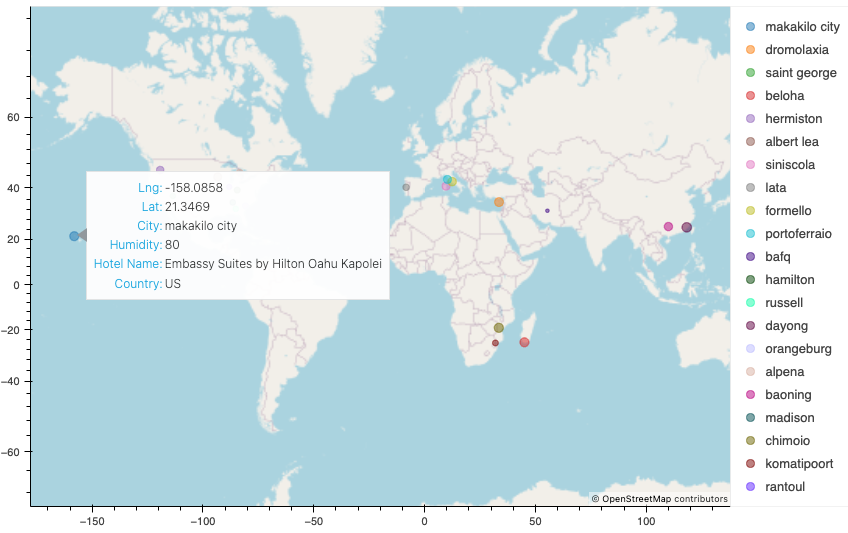 makakilo city
dromolaxia
saint george
beloha
hermiston
albert lea
siniscola
lata
formello
portoferraio
bafq
hamilton
russell
dayong
orangeburg
alpena
baoning
madison
chimoio
komatipoort
rantoul
60
40
20
0
−20
−40
−60
Lng: -158.0858
Lat: 21.3469
City: makakilo city
Humidity: 80
Hotel Name: Embassy Suites by Hilton Oahu Kapolei
Country: US
© OpenStreetMap contributors
−150
−100
−50
0
50
100